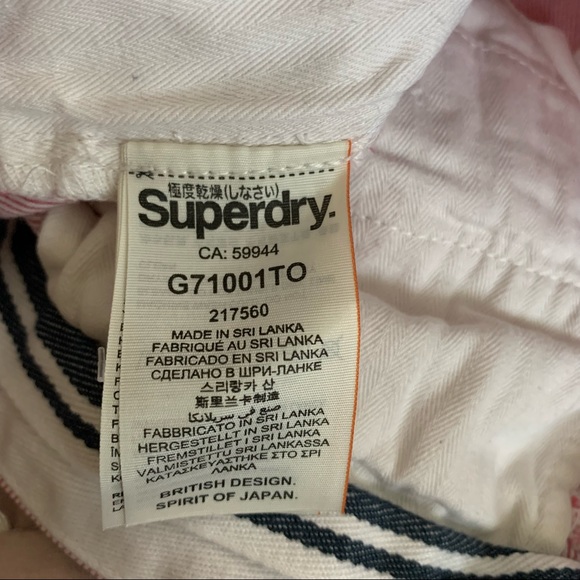 極度乾燥(しなさい)
Superdry.
CA: 59944
G71001TO
217560
MADE IN SRI LANKA
FABRIQUÉ AU SRI LANKA
FABRICADO EN SRI LANKA
СДЕЛАНО В ШРИ-ЛАНКЕ
스리랑카 산
斯里兰卡制造
صنع في سريلانكا
FABBRICATO IN SRI LANKA
HERGESTELLT IN SRI LANKA
FREMSTILLET I SRI LANKA
VALMISTETTU SRI LANKASSA
ΚΑΤΑΣΚΕΥΑΣΤΗΚΕ ΣΤΟ ΣΡΙ
ΛΑΝΚΑ
BRITISH DESIGN.
SPIRIT OF JAPAN.